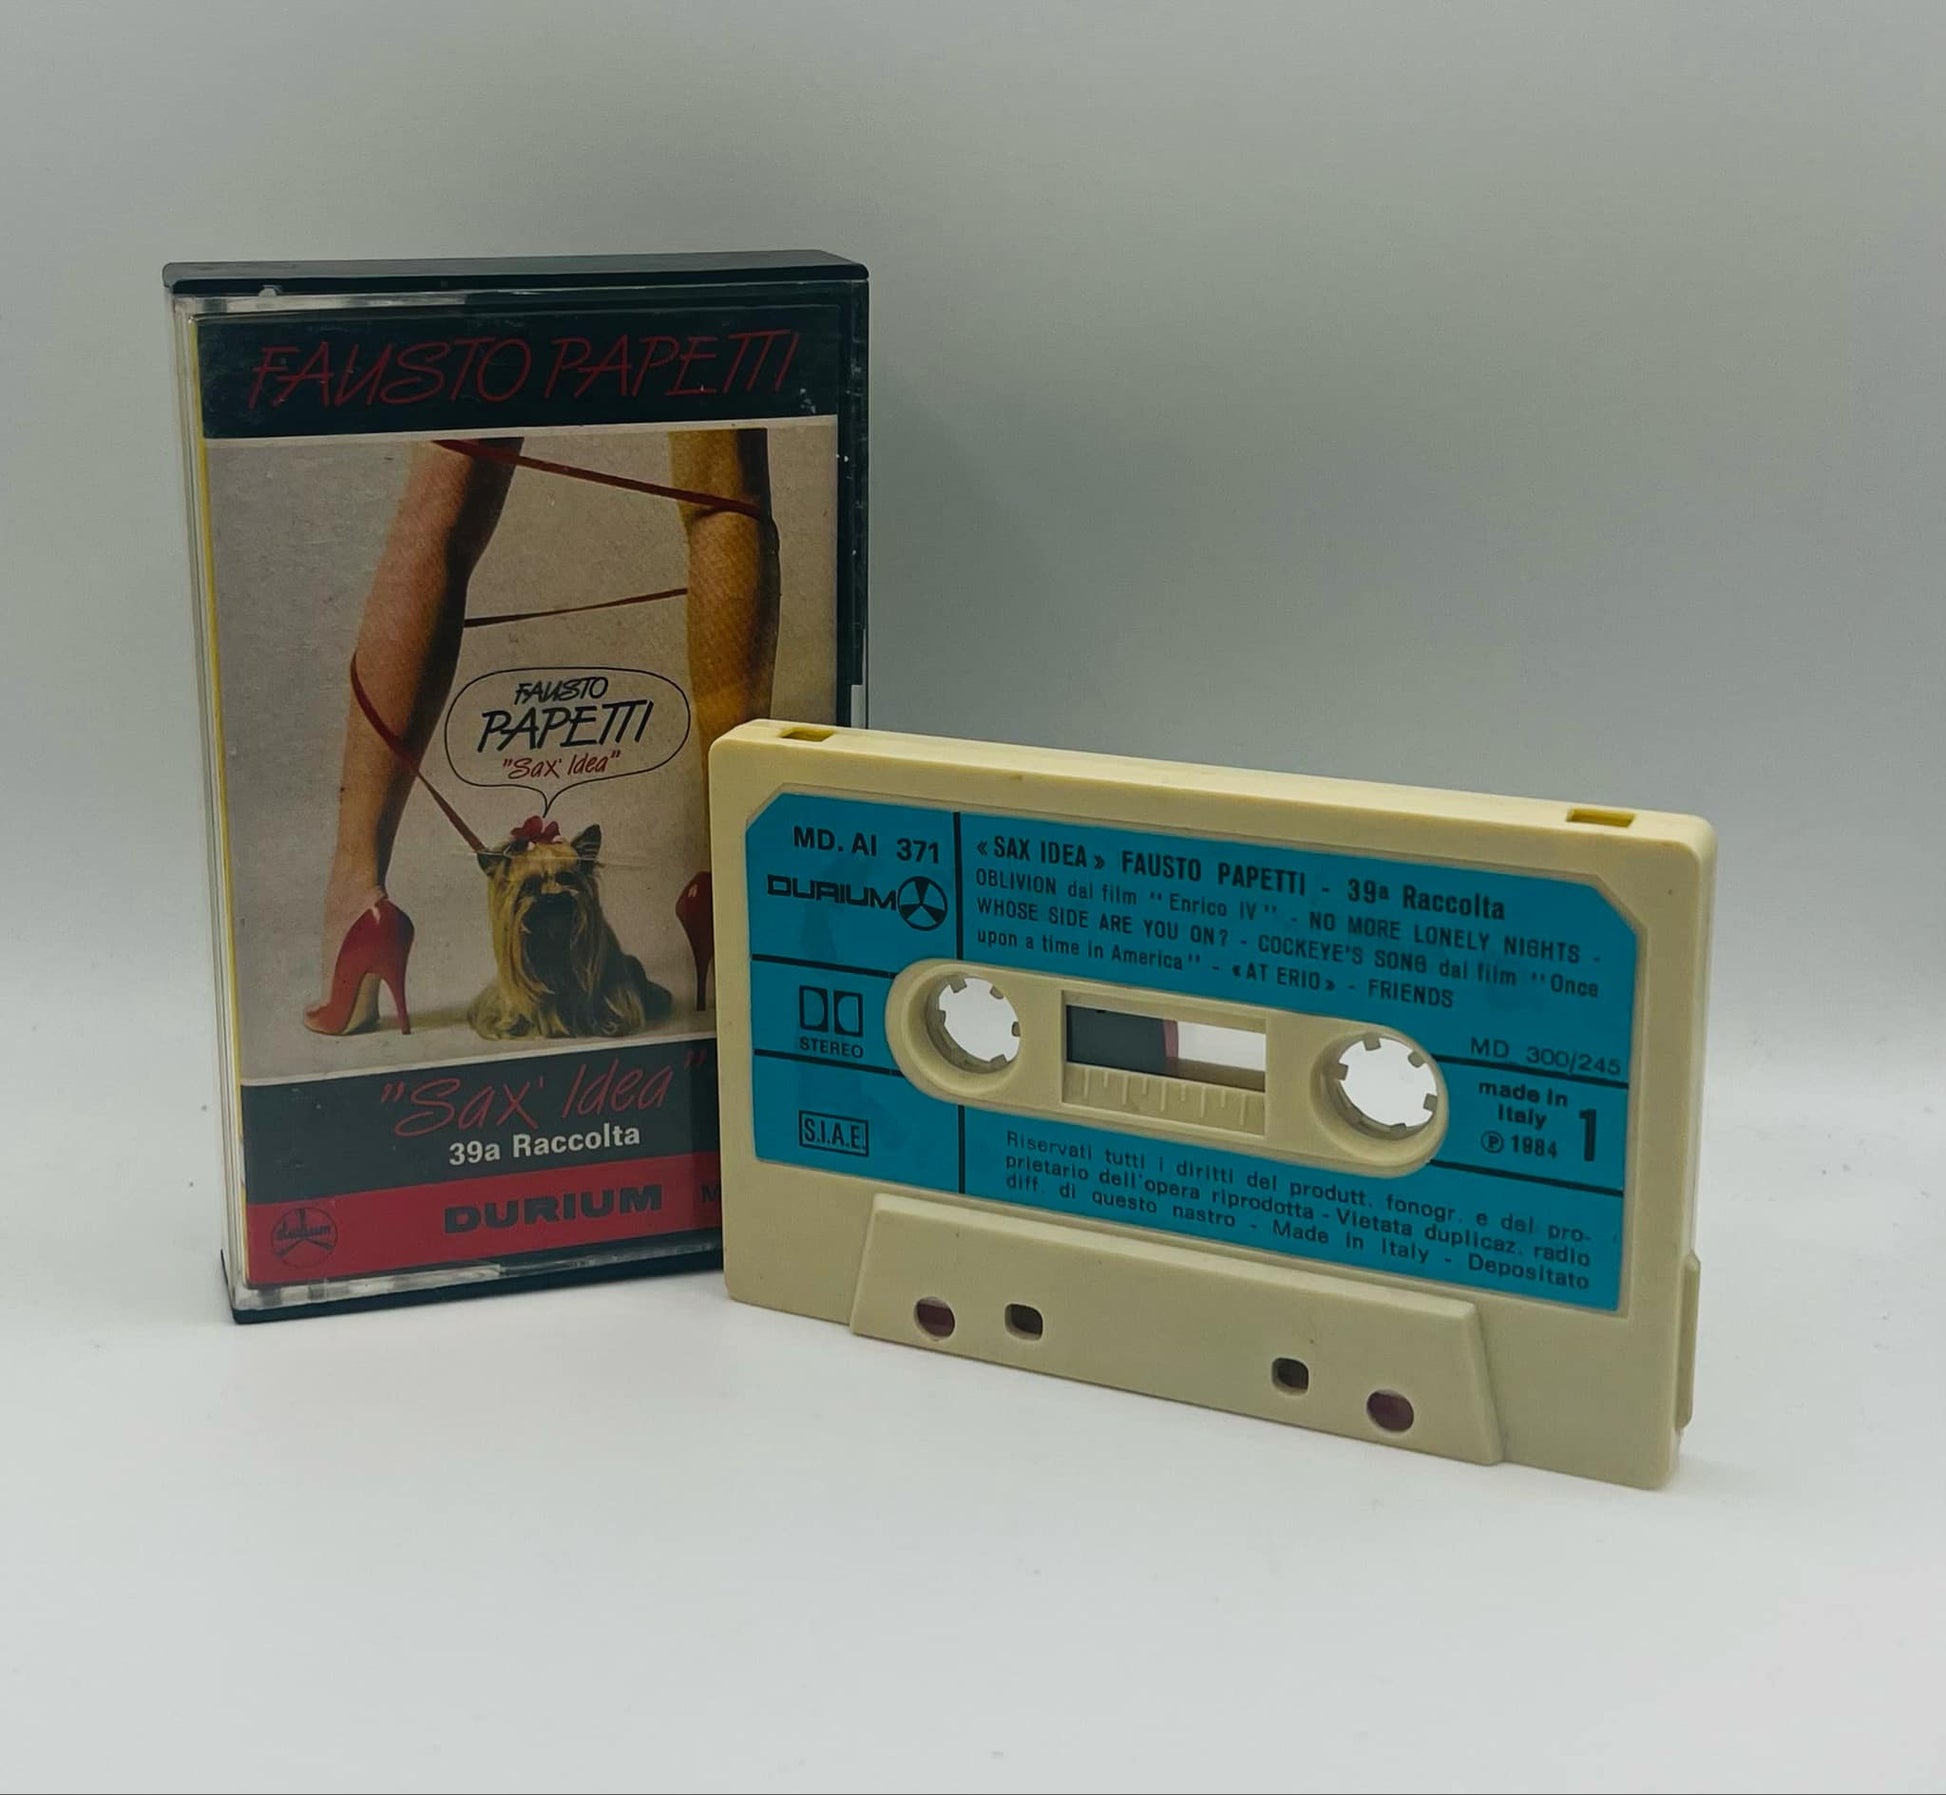 FAUSTO PAPETTI
FAUSTO
PAPETTI
"Sax' Idea"
"Sax' Idea"
39a Raccolta
durium
DURIUM M
MD. AI 371
DURIUM
STEREO
S.I.A.E.
« SAX IDEA » FAUSTO PAPETTI - 39a Raccolta
OBLIVION dal film "Enrico IV" - NO MORE LONELY NIGHTS -
WHOSE SIDE ARE YOU ON? - COCKEYE'S SONG dal film "Once
upon a time in America" - «AT ERIO» - FRIENDS
MD 300/245
made in
Italy
Ⓟ 1984
1
Riservati tutti i diritti del produtt. fonogr. e del pro-
prietario dell'opera riprodotta - Vietata duplicaz. radio
diff. di questo nastro - Made in Italy - Depositato